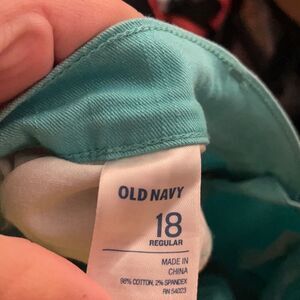 OLD NAVY
18
REGULAR
MADE IN
CHINA
98% COTTON, 2% SPANDEX
RN 54023